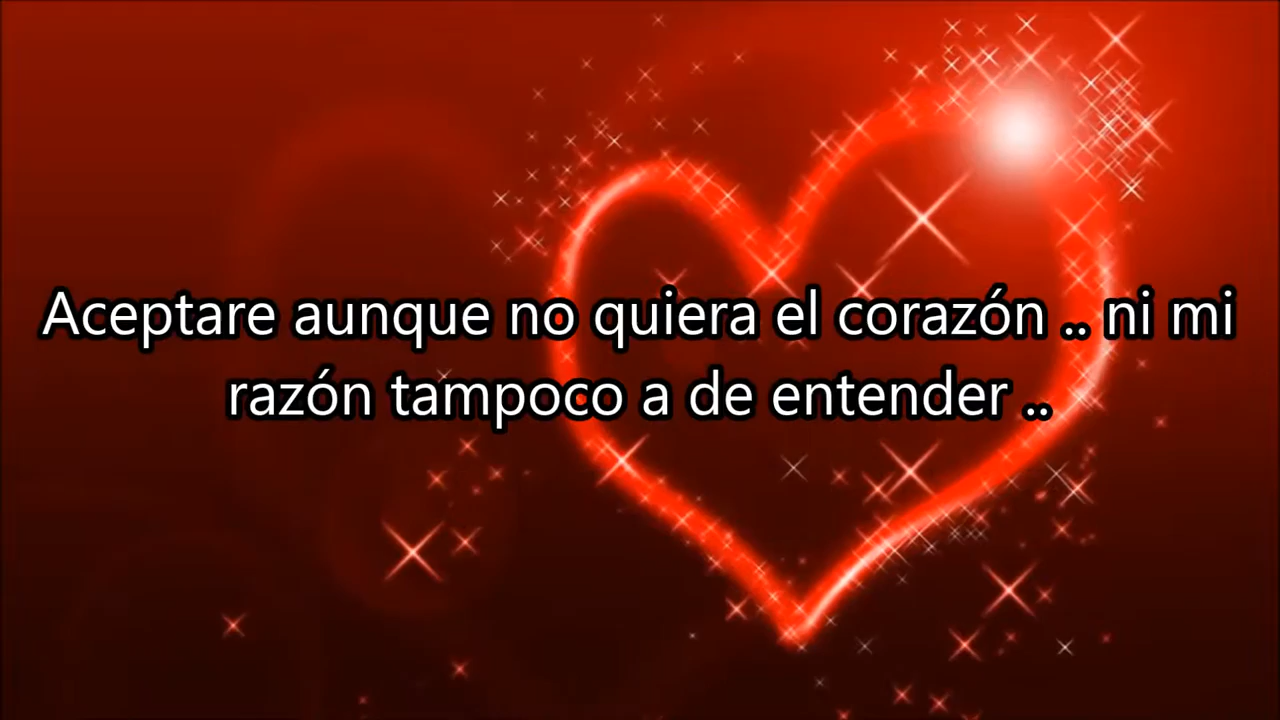 Aceptare aunque no quiera el corazón .. ni mi
razón tampoco a de entender ..